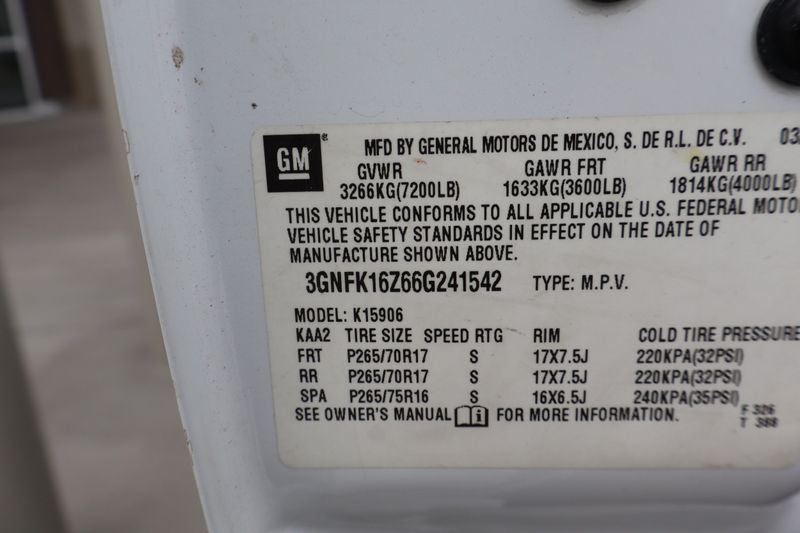 GM MFD BY GENERAL MOTORS DE MEXICO, S. DE R.L. DE C.V. 03
GVWR GAWR FRT GAWR RR
3266KG(7200LB) 1633KG(3600LB) 1814KG(4000LB)
THIS VEHICLE CONFORMS TO ALL APPLICABLE U.S. FEDERAL MOTO
VEHICLE SAFETY STANDARDS IN EFFECT ON THE DATE OF
MANUFACTURE SHOWN ABOVE.
3GNFK16Z66G241542 TYPE: M.P.V.
MODEL: K15906
KAA2 TIRE SIZE SPEED RTG RIM COLD TIRE PRESSURE
FRT P265/70R17 S 17X7.5J 220KPA(32PSI)
RR P265/70R17 S 17X7.5J 220KPA(32PSI)
SPA P265/75R16 S 16X6.5J 240KPA(35PSI)
SEE OWNER'S MANUAL i FOR MORE INFORMATION. F 326
T 388